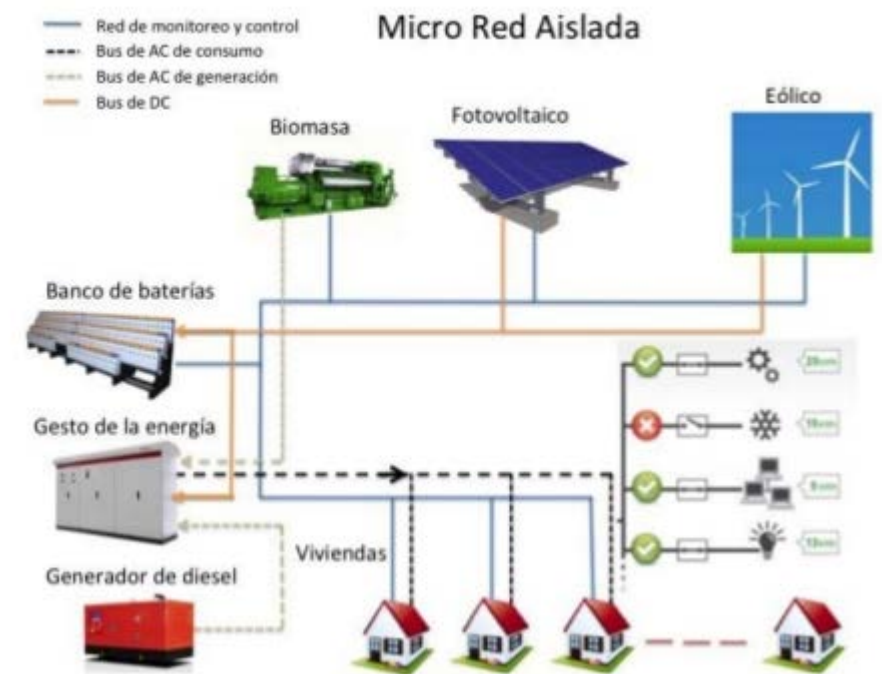 Micro Red Aislada
Red de monitoreo y control
Bus de AC de consumo
Bus de AC de generación
Bus de DC
Biomasa
Fotovoltaico
Eólico
Banco de baterías
Gesto de la energía
Viviendas
Generador de diesel